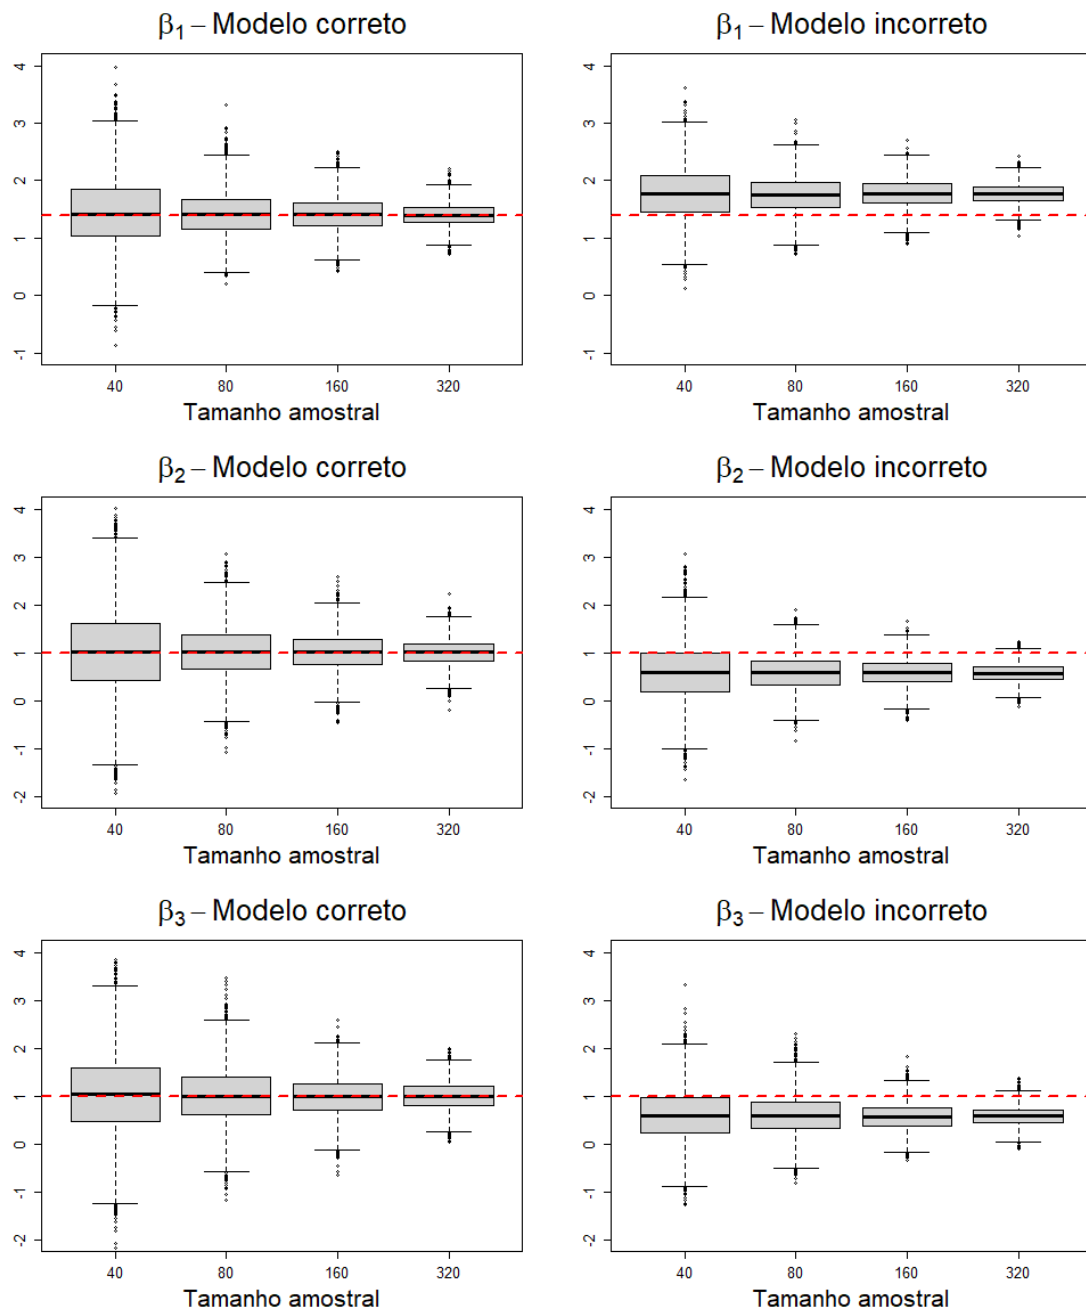 β1 – Modelo correto
4
3
2
1
0
-1
40 80 160 320
Tamanho amostral
β1 – Modelo incorreto
4
3
2
1
0
-1
40 80 160 320
Tamanho amostral
β2 – Modelo correto
4
3
2
1
0
-1
-2
40 80 160 320
Tamanho amostral
β2 – Modelo incorreto
4
3
2
1
0
-1
-2
40 80 160 320
Tamanho amostral
β3 – Modelo correto
4
3
2
1
0
-1
-2
40 80 160 320
Tamanho amostral
β3 – Modelo incorreto
4
3
2
1
0
-1
-2
40 80 160 320
Tamanho amostral